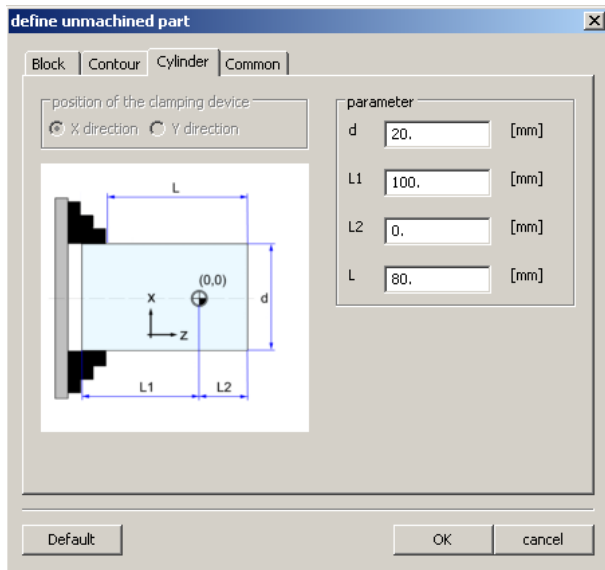 define unmachined part
Block Contour Cylinder Common
position of the clamping device
X direction Y direction
parameter
d 20. [mm]
L1 100. [mm]
L2 0. [mm]
L 80. [mm]
L
(0,0)
X
d
Z
L1 L2
Default OK cancel